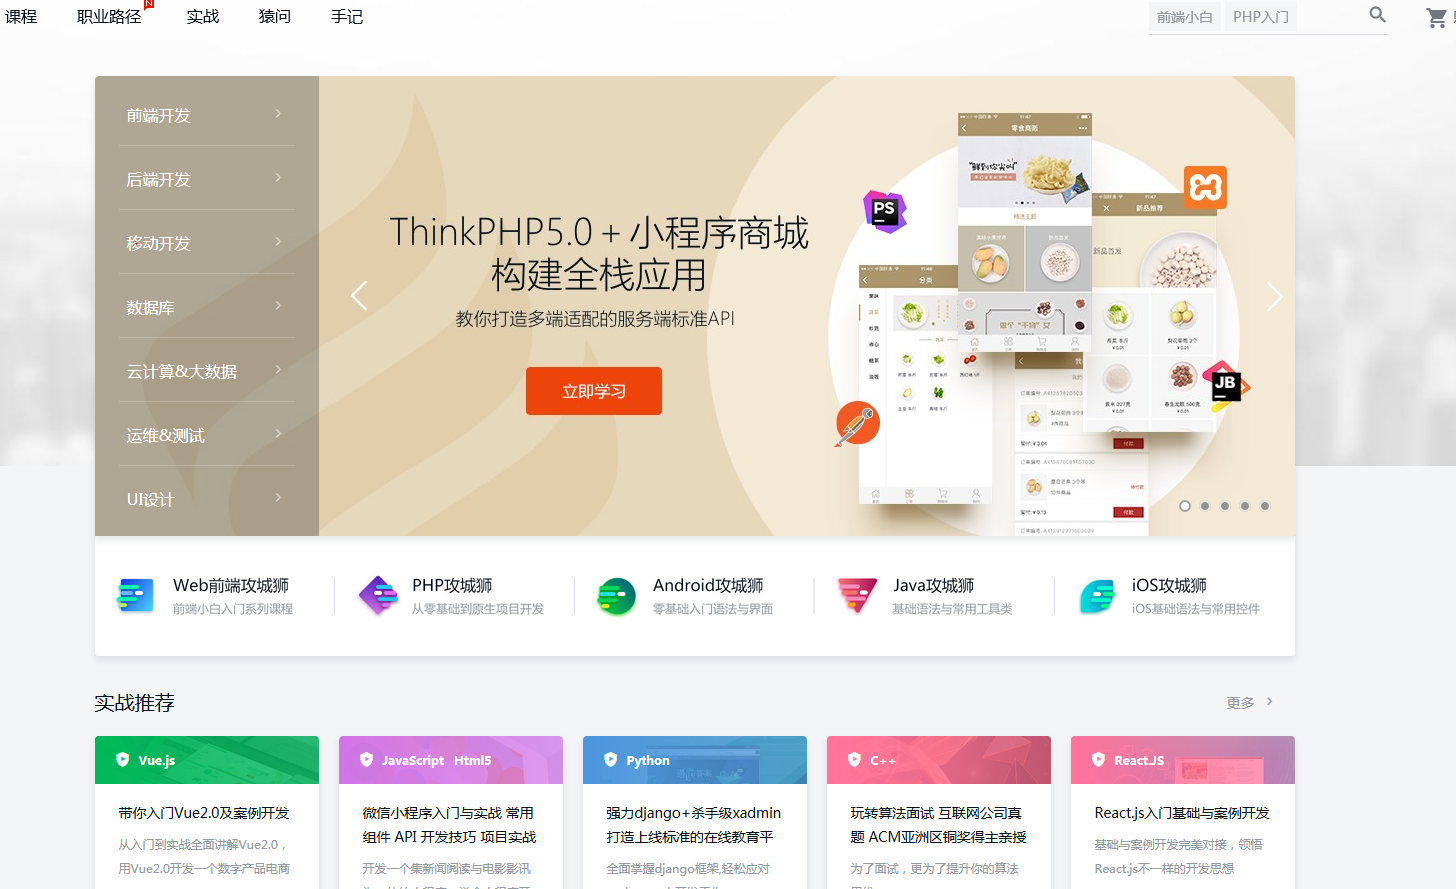 课程 职业路径 实战 猿问 手记 前端小白 PHP入门
N
前端开发
后端开发
移动开发
数据库
云计算&大数据
运维&测试
UI设计
ThinkPHP5.0 + 小程序商城
构建全栈应用
教你打造多端适配的服务端标准API
立即学习
PS
JB
零食商贩
精选主题
新品推荐
新品首发
分类
Web前端攻城狮
前端小白入门系列课程
PHP攻城狮
从零基础到原生项目开发
Android攻城狮
零基础入门语法与界面
Java攻城狮
基础语法与常用工具类
iOS攻城狮
iOS基础语法与常用控件
实战推荐
更多
Vue.js
带你入门Vue2.0及案例开发
从入门到实战全面讲解Vue2.0，
用Vue2.0开发一个数字产品电商
JavaScript Html5
微信小程序入门与实战 常用
组件 API 开发技巧 项目实战
开发一个集新闻阅读与电影影讯
Python
强力django+杀手级xadmin
打造上线标准的在线教育平
全面掌握django框架,轻松应对
C++
玩转算法面试 互联网公司真
题 ACM亚洲区铜奖得主亲授
为了面试，更为了提升你的算法
React.JS
React.js入门基础与案例开发
基础与案例开发完美对接，领悟
React.js不一样的开发思想